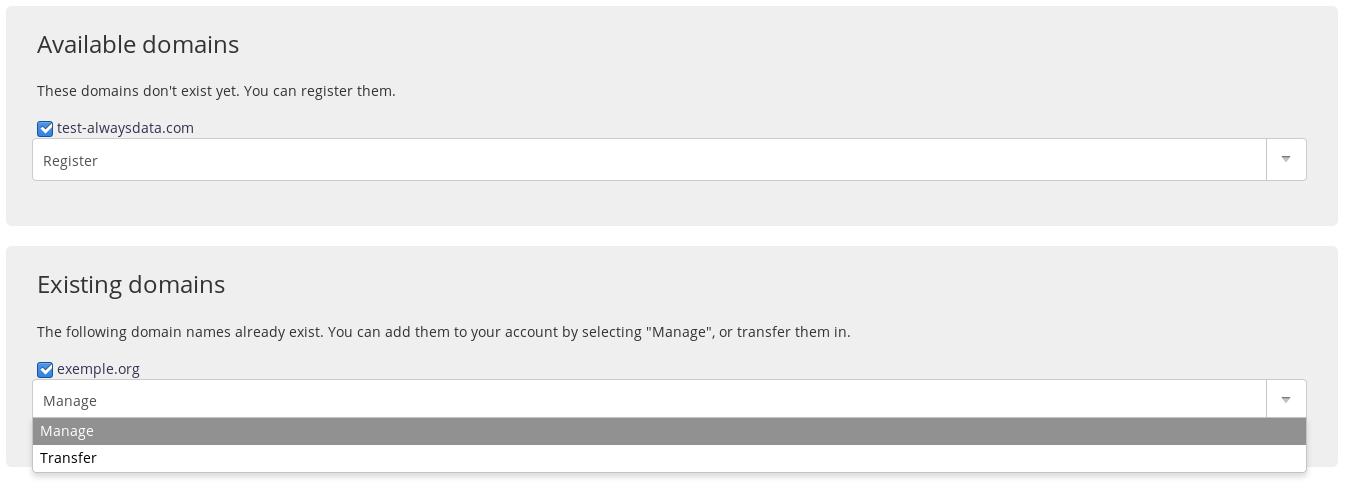 Available domains
These domains don't exist yet. You can register them.
test-alwaysdata.com
Register
Existing domains
The following domain names already exist. You can add them to your account by selecting "Manage", or transfer them in.
exemple.org
Manage
Manage
Transfer